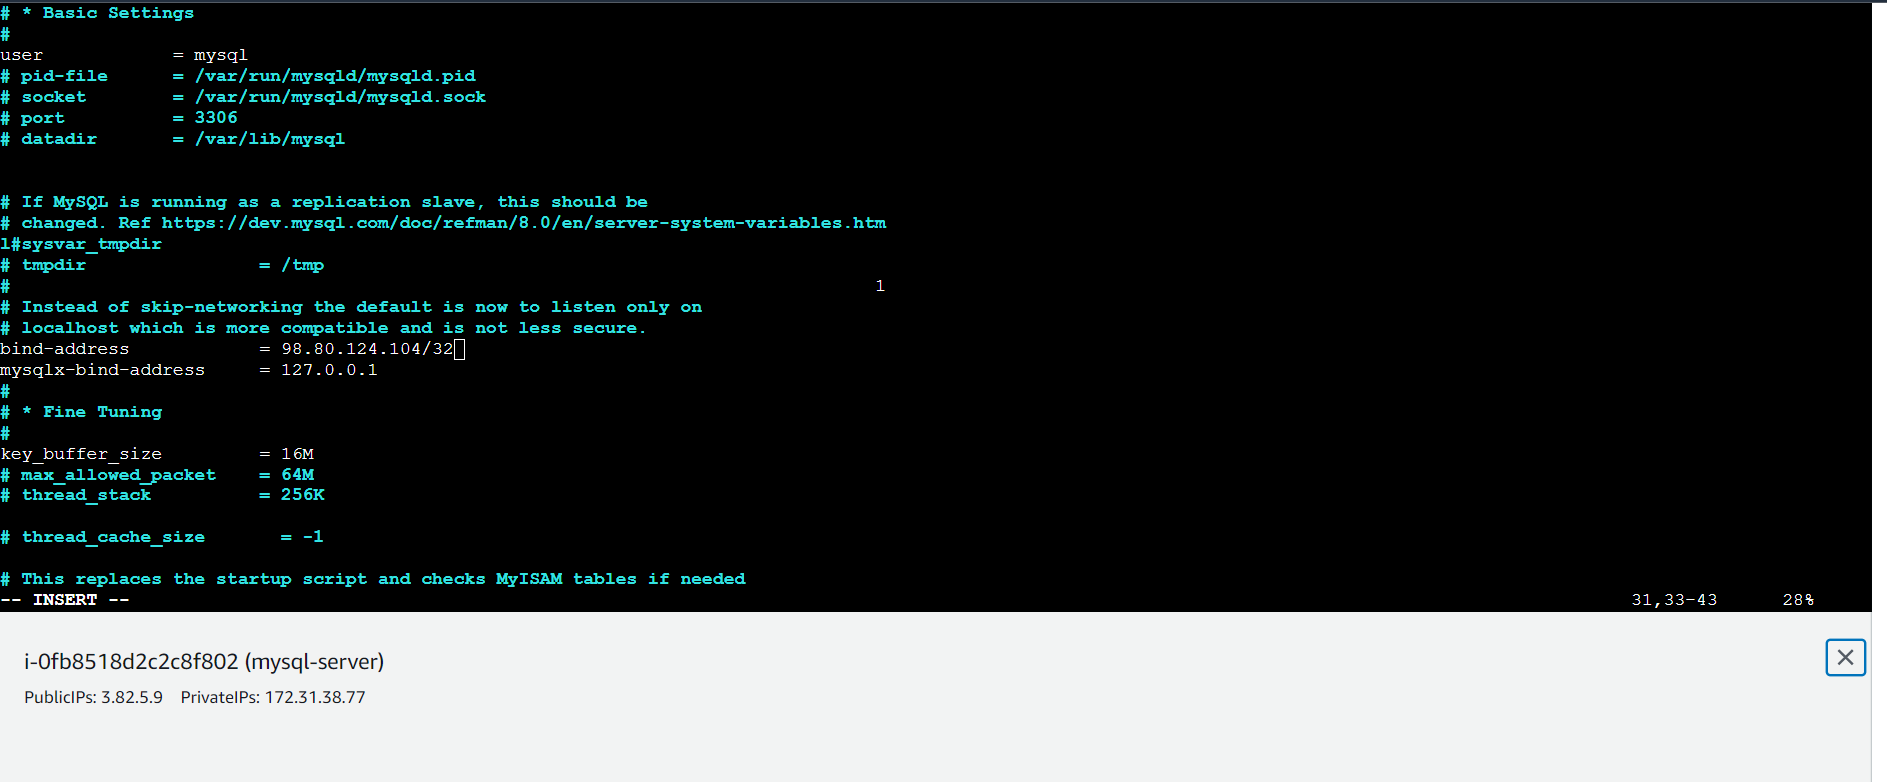 # * Basic Settings
#
user            = mysql
# pid-file      = /var/run/mysqld/mysqld.pid
# socket        = /var/run/mysqld/mysqld.sock
# port          = 3306
# datadir       = /var/lib/mysql
# If MySQL is running as a replication slave, this should be
# changed. Ref https://dev.mysql.com/doc/refman/8.0/en/server-system-variables.htm
l#sysvar_tmpdir
# tmpdir                = /tmp
# 1
# Instead of skip-networking the default is now to listen only on
# localhost which is more compatible and is not less secure.
bind-address            = 98.80.124.104/32
mysqlx-bind-address     = 127.0.0.1
#
# * Fine Tuning
#
key_buffer_size         = 16M
# max_allowed_packet    = 64M
# thread_stack          = 256K
# thread_cache_size       = -1
# This replaces the startup script and checks MyISAM tables if needed
-- INSERT -- 31,33-43 28%
i-0fb8518d2c2c8f802 (mysql-server)
PublicIPs: 3.82.5.9 PrivateIPs: 172.31.38.77